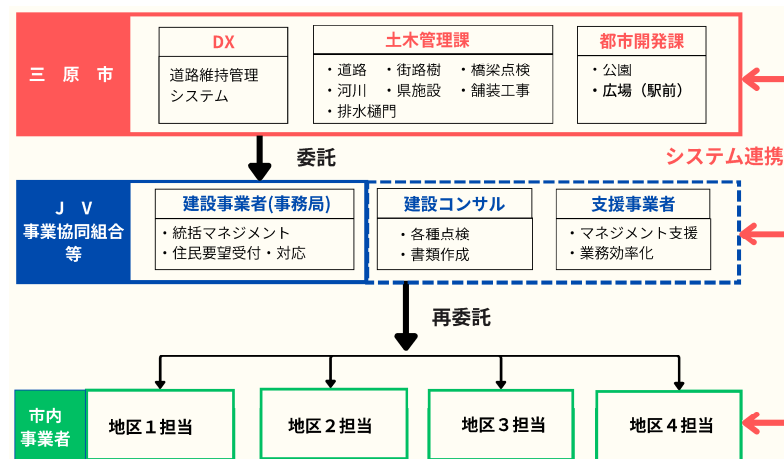 三 原 市
DX
道路維持管理
システム
土木管理課
・道路 ・街路樹 ・橋梁点検
・河川 ・県施設 ・舗装工事
・排水樋門
都市開発課
・公園
・広場（駅前）
委託
システム連携
J V
事業協同組合
等
建設事業者(事務局)
・統括マネジメント
・住民要望受付・対応
建設コンサル
・各種点検
・書類作成
支援事業者
・マネジメント支援
・業務効率化
再委託
市内
事業者
地区１担当
地区２担当
地区３担当
地区４担当